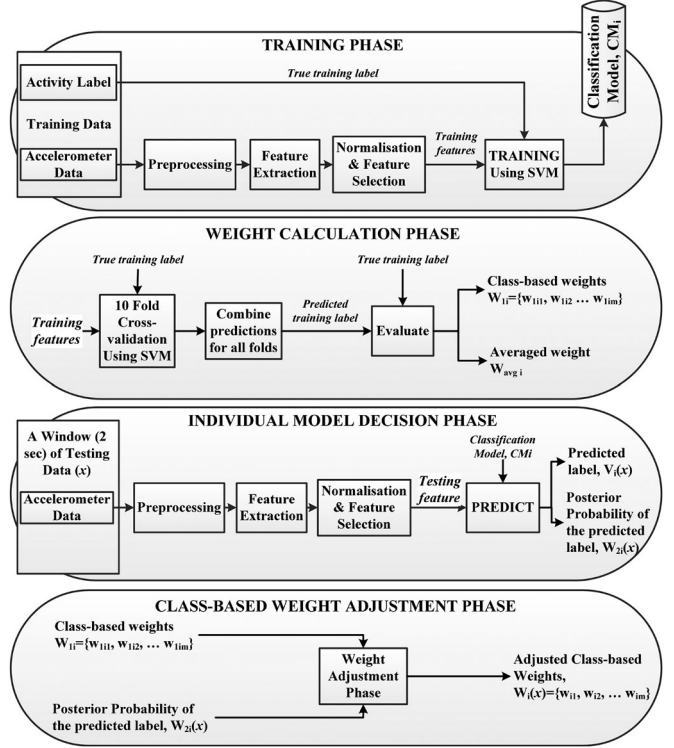 TRAINING PHASE
Classification
Model, CMi
Activity Label
True training label
Training Data
Accelerometer
Data
Preprocessing
Feature
Extraction
Normalisation
& Feature
Selection
Training
features
TRAINING
Using SVM
WEIGHT CALCULATION PHASE
True training label
True training label
Training
features
10 Fold
Cross-
validation
Using SVM
Combine
predictions
for all folds
Predicted
training label
Evaluate
Class-based weights
W1i={w1i1, w1i2 ... w1im}
Averaged weight
Wavg i
INDIVIDUAL MODEL DECISION PHASE
A Window (2
sec) of Testing
Data (x)
Accelerometer
Data
Preprocessing
Feature
Extraction
Normalisation
& Feature
Selection
Testing
feature
Classification
Model, CMi
PREDICT
Predicted
label, Vi(x)
Posterior
Probability of
the predicted
label, W2i(x)
CLASS-BASED WEIGHT ADJUSTMENT PHASE
Class-based weights
W1i={w1i1, w1i2, ... w1im}
Posterior Probability of
the predicted label, W2i(x)
Weight
Adjustment
Phase
Adjusted Class-based
Weights,
Wi(x)={wi1, wi2, ... wim}